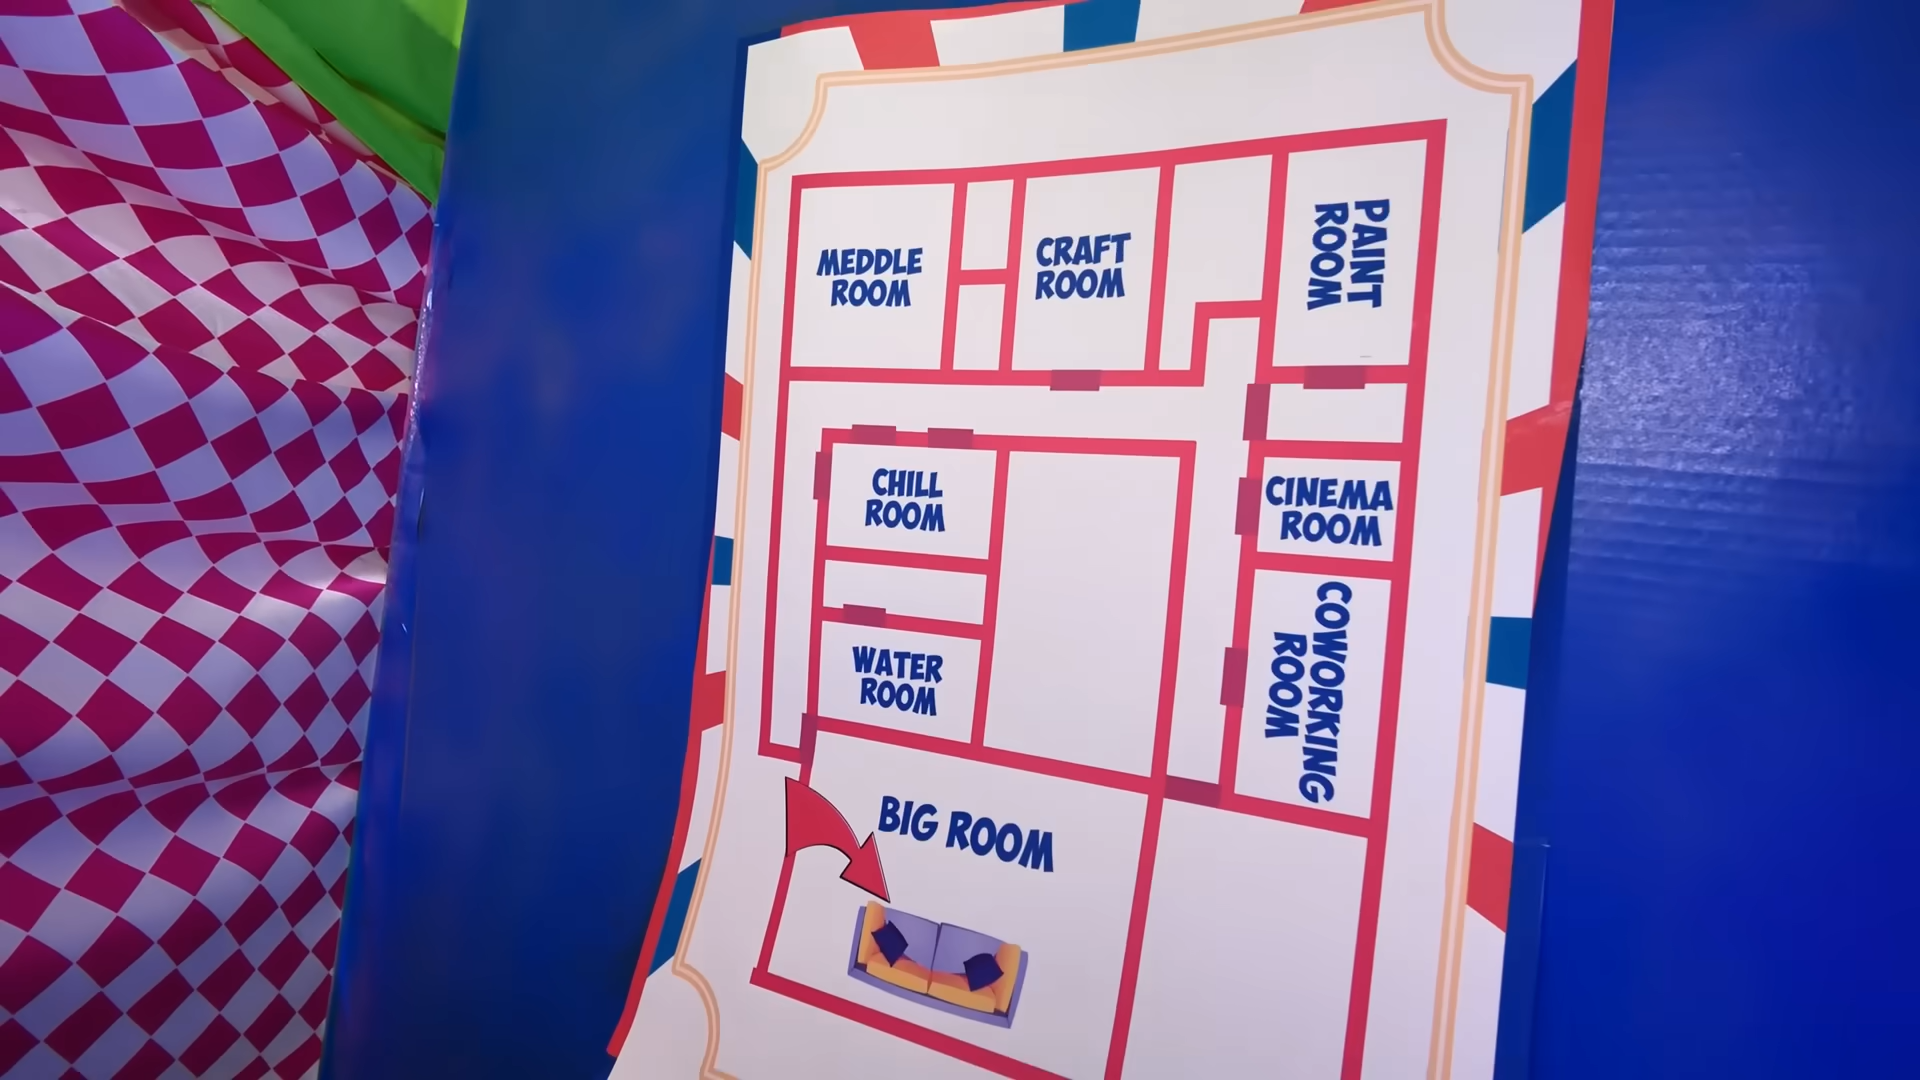 MEDDLE
ROOM
CRAFT
ROOM
PAINT
ROOM
CHILL
ROOM
CINEMA
ROOM
WATER
ROOM
COWORKING
ROOM
BIG ROOM